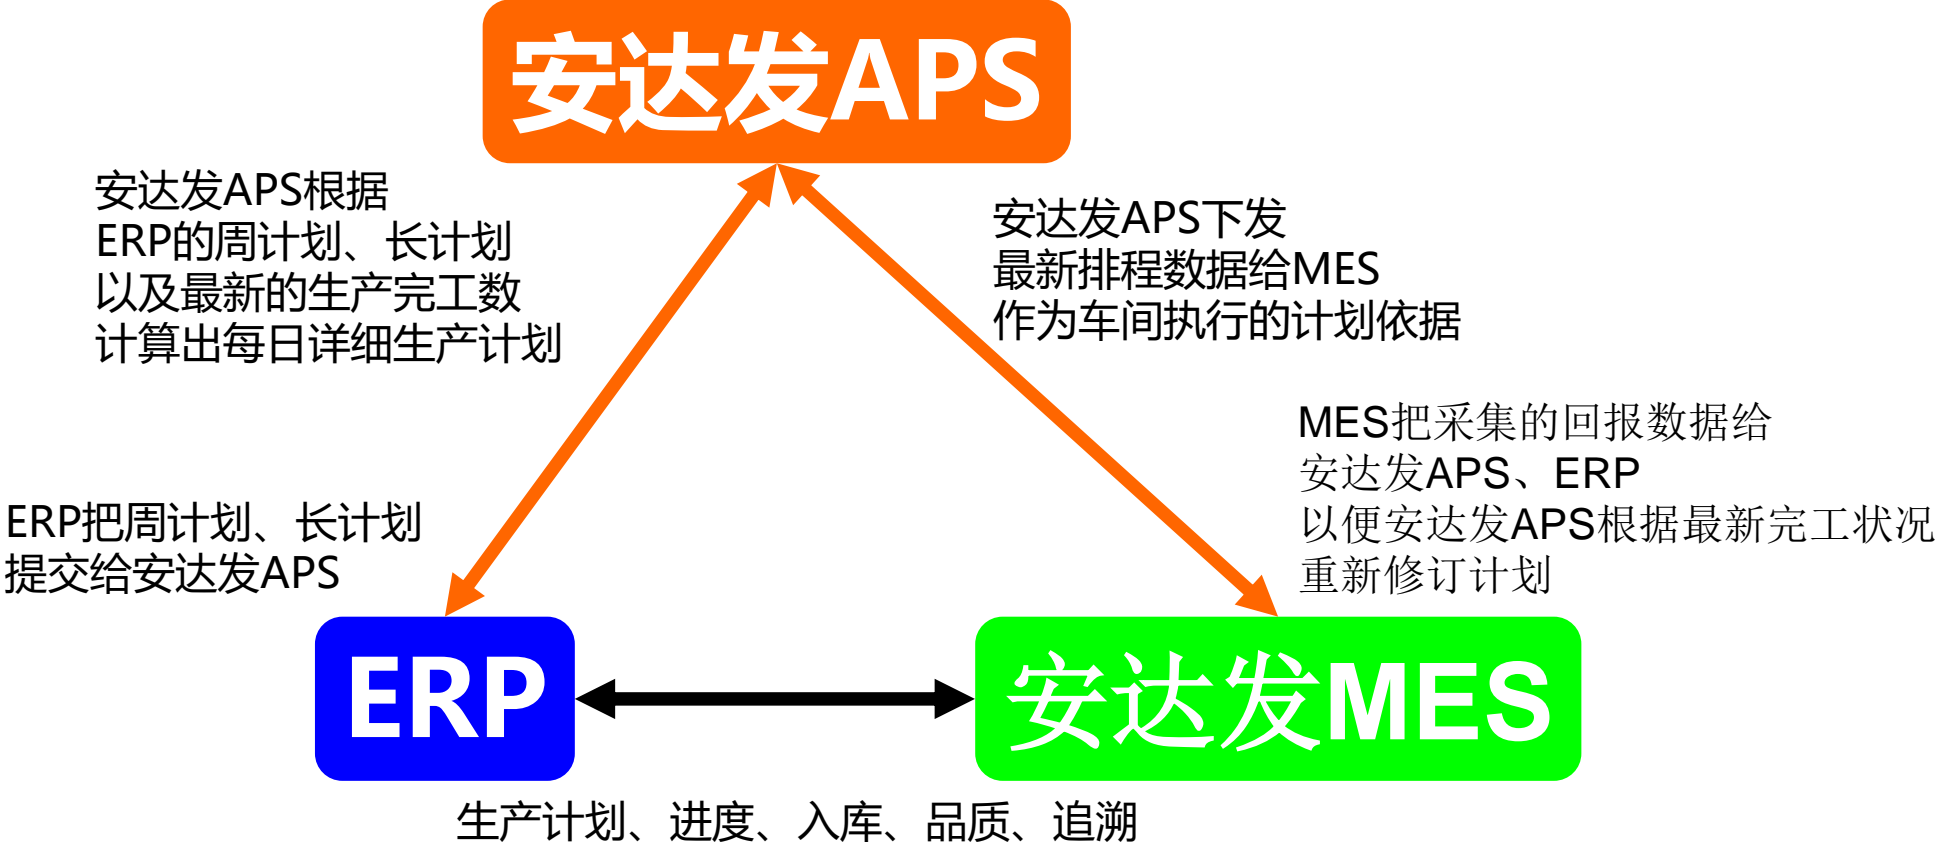 安达发APS
安达发APS根据
ERP的周计划、长计划
以及最新的生产完工数
计算出每日详细生产计划
安达发APS下发
最新排程数据给MES
作为车间执行的计划依据
MES把采集的回报数据给
安达发APS、ERP
以便安达发APS根据最新完工状况
重新修订计划
ERP把周计划、长计划
提交给安达发APS
ERP
安达发MES
生产计划、进度、入库、品质、追溯